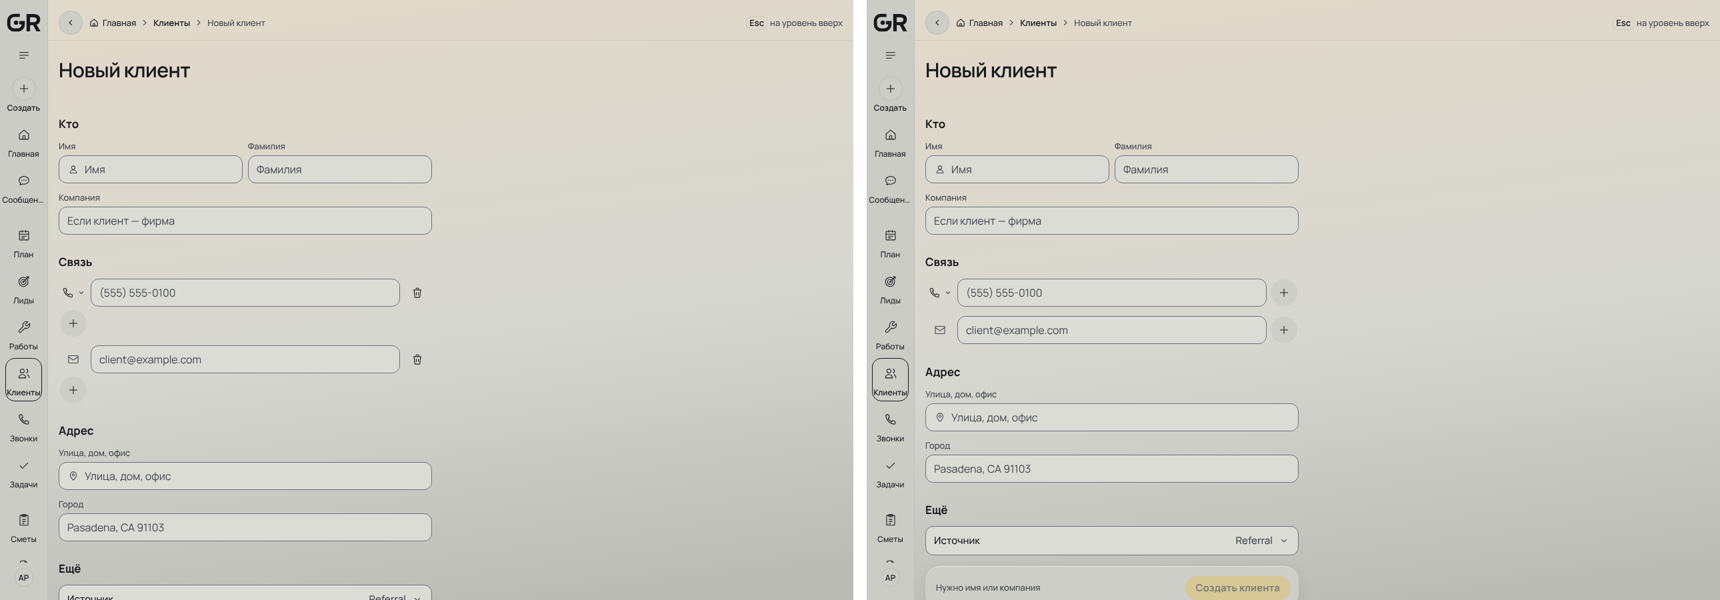 GR
Главная > Клиенты > Новый клиент
Esc на уровень вверх
Новый клиент
Создать
Главная
Сообщен...
План
Лиды
Работы
Клиенты
Звонки
Задачи
Сметы
AP
Кто
Имя Фамилия
Имя Фамилия
Компания
Если клиент — фирма
Связь
(555) 555-0100
client@example.com
Адрес
Улица, дом, офис
Улица, дом, офис
Город
Pasadena, CA 91103
Ещё
Источник Referral
GR
Главная > Клиенты > Новый клиент
Esc на уровень вверх
Новый клиент
Создать
Главная
Сообщен...
План
Лиды
Работы
Клиенты
Звонки
Задачи
Сметы
AP
Кто
Имя Фамилия
Имя Фамилия
Компания
Если клиент — фирма
Связь
(555) 555-0100
client@example.com
Адрес
Улица, дом, офис
Улица, дом, офис
Город
Pasadena, CA 91103
Ещё
Источник Referral
Нужно имя или компания Создать клиента